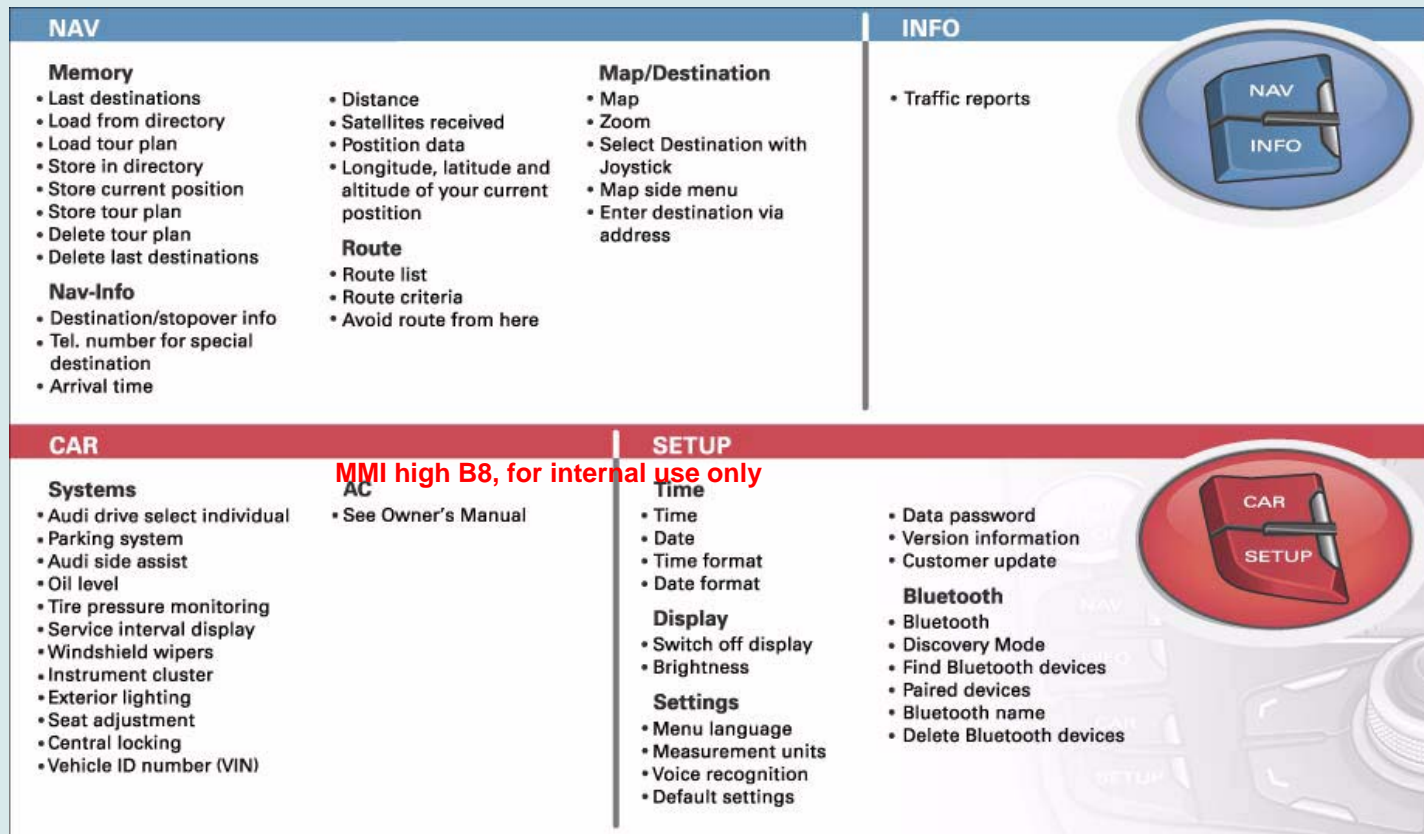 NAV
Memory
• Last destinations
• Load from directory
• Load tour plan
• Store in directory
• Store current position
• Store tour plan
• Delete tour plan
• Delete last destinations
Nav-Info
• Destination/stopover info
• Tel. number for special
destination
• Arrival time
• Distance
• Satellites received
• Postition data
• Longitude, latitude and
altitude of your current
postition
Route
• Route list
• Route criteria
• Avoid route from here
Map/Destination
• Map
• Zoom
• Select Destination with
Joystick
• Map side menu
• Enter destination via
address
INFO
• Traffic reports
NAV
INFO
CAR
MMI high B8, for internal use only
Systems
• Audi drive select individual
• Parking system
• Audi side assist
• Oil level
• Tire pressure monitoring
• Service interval display
• Windshield wipers
• Instrument cluster
• Exterior lighting
• Seat adjustment
• Central locking
• Vehicle ID number (VIN)
AC
• See Owner's Manual
SETUP
Time
• Time
• Date
• Time format
• Date format
Display
• Switch off display
• Brightness
Settings
• Menu language
• Measurement units
• Voice recognition
• Default settings
• Data password
• Version information
• Customer update
Bluetooth
• Bluetooth
• Discovery Mode
• Find Bluetooth devices
• Paired devices
• Bluetooth name
• Delete Bluetooth devices
CAR
SETUP
NAV
INFO
CAR
SETUP